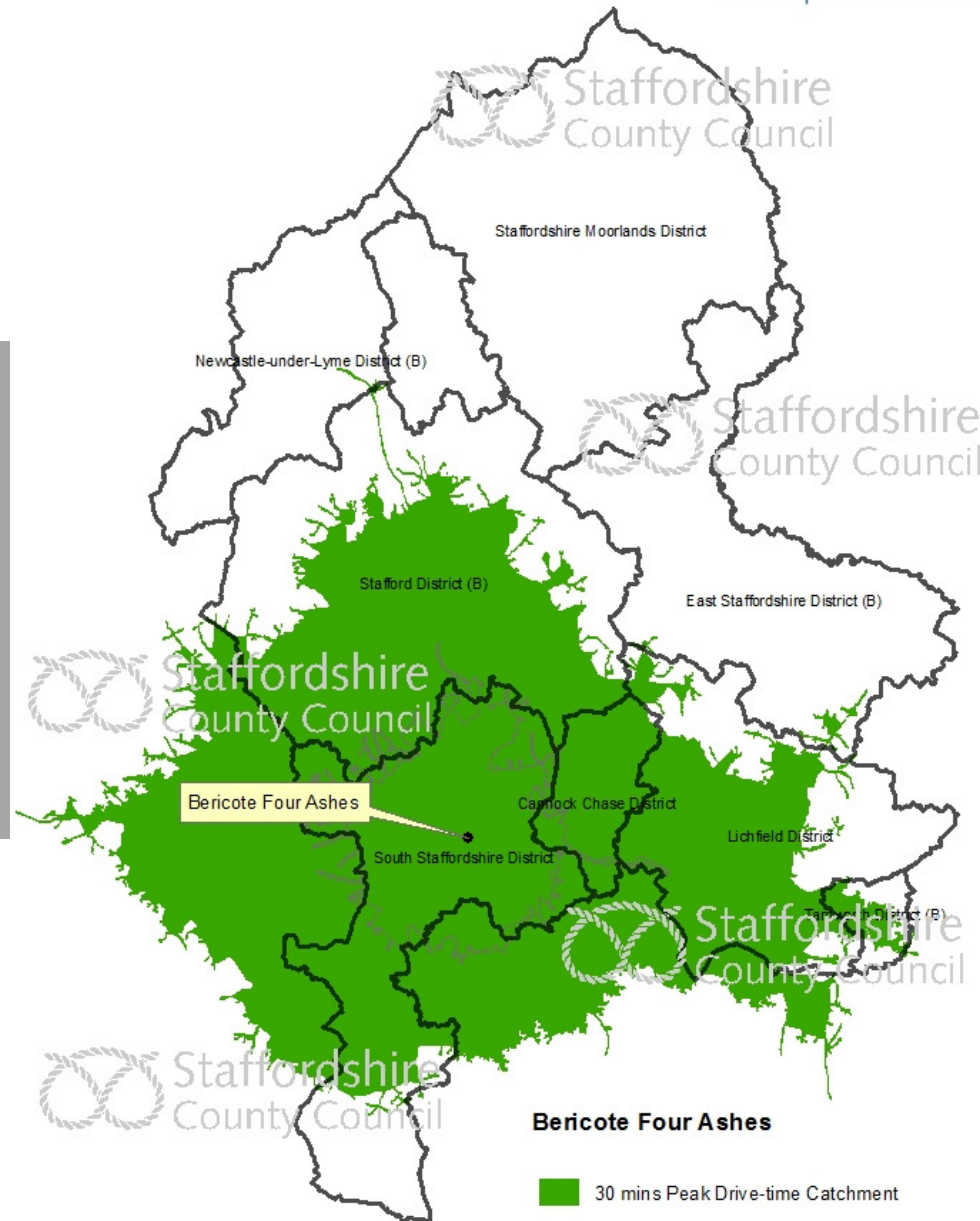 Staffordshire
County Council
Staffordshire Moorlands District
Newcastle-under-Lyme District (B)
Staffordshire
County Council
Stafford District (B)
East Staffordshire District (B)
Staffordshire
County Council
Bericote Four Ashes
Cannock Chase District
Lichfield District
South Staffordshire District
Tamworth District (B)
Staffordshire
County Council
Staffordshire
County Council
Bericote Four Ashes
30 mins Peak Drive-time Catchment